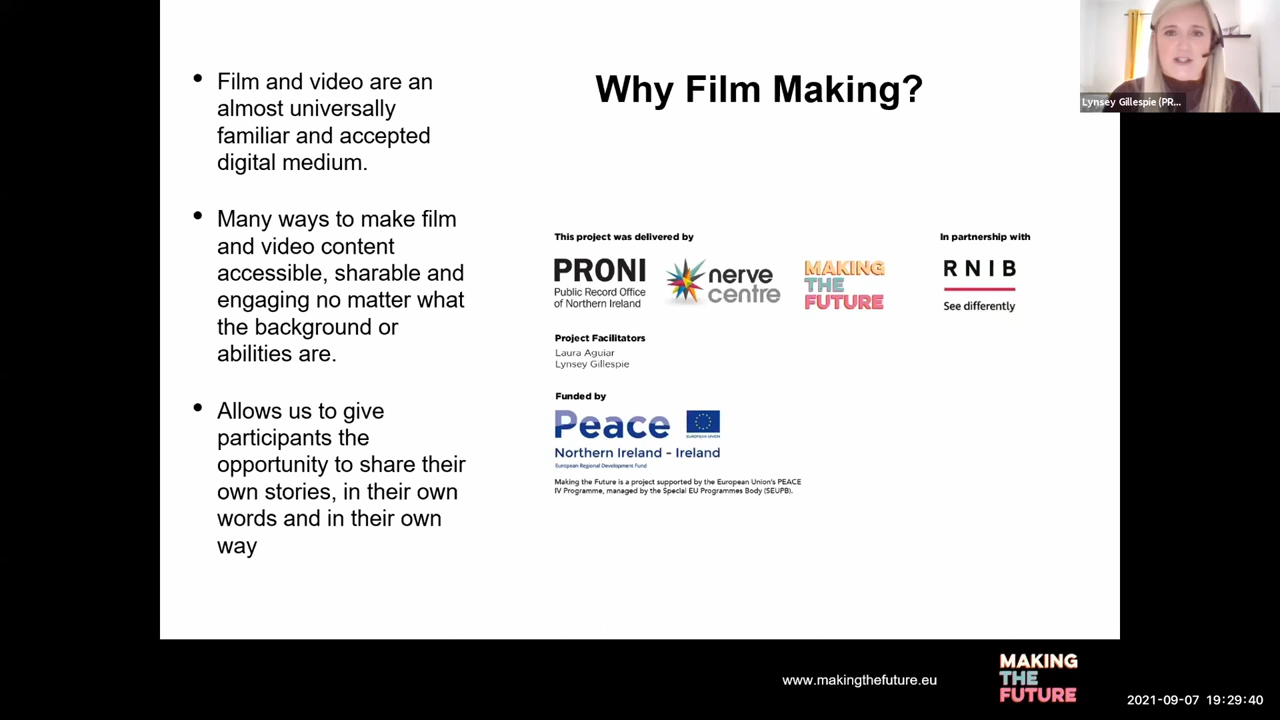 Film and video are an
almost universally
familiar and accepted
digital medium.
Many ways to make film
and video content
accessible, sharable and
engaging no matter what
the background or
abilities are.
Allows us to give
participants the
opportunity to share their
own stories, in their own
words and in their own
way
Why Film Making?
This project was delivered by
PRONI
Public Record Office
of Northern Ireland
nerve
centre
MAKING
THE
FUTURE
In partnership with
RNIB
See differently
Project Facilitators
Laura Aguiar
Lynsey Gillespie
Funded by
Peace
EUROPEAN UNION
Northern Ireland - Ireland
European Regional Development Fund
Making the Future is a project supported by the European Union's PEACE
IV Programme, managed by the Special EU Programmes Body (SEUPB).
Lynsey Gillespie (PR...
www.makingthefuture.eu
MAKING
THE
FUTURE
2021-09-07 19:29:40